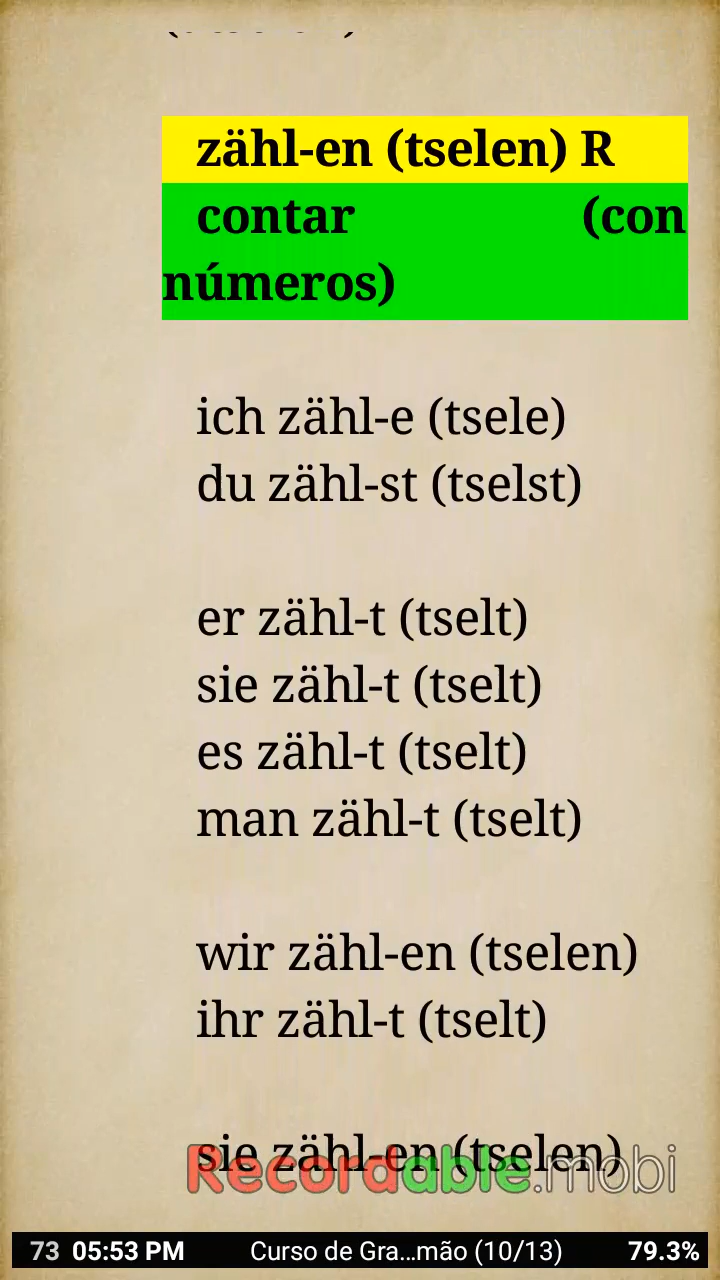 zähl-en (tselen) R
contar (con
números)
ich zähl-e (tsele)
du zähl-st (tselst)
er zähl-t (tselt)
sie zähl-t (tselt)
es zähl-t (tselt)
man zähl-t (tselt)
wir zähl-en (tselen)
ihr zähl-t (tselt)
sie zähl-en (tselen)
Recordable.mobi
73 05:53 PM Curso de Gra...mão (10/13) 79.3%